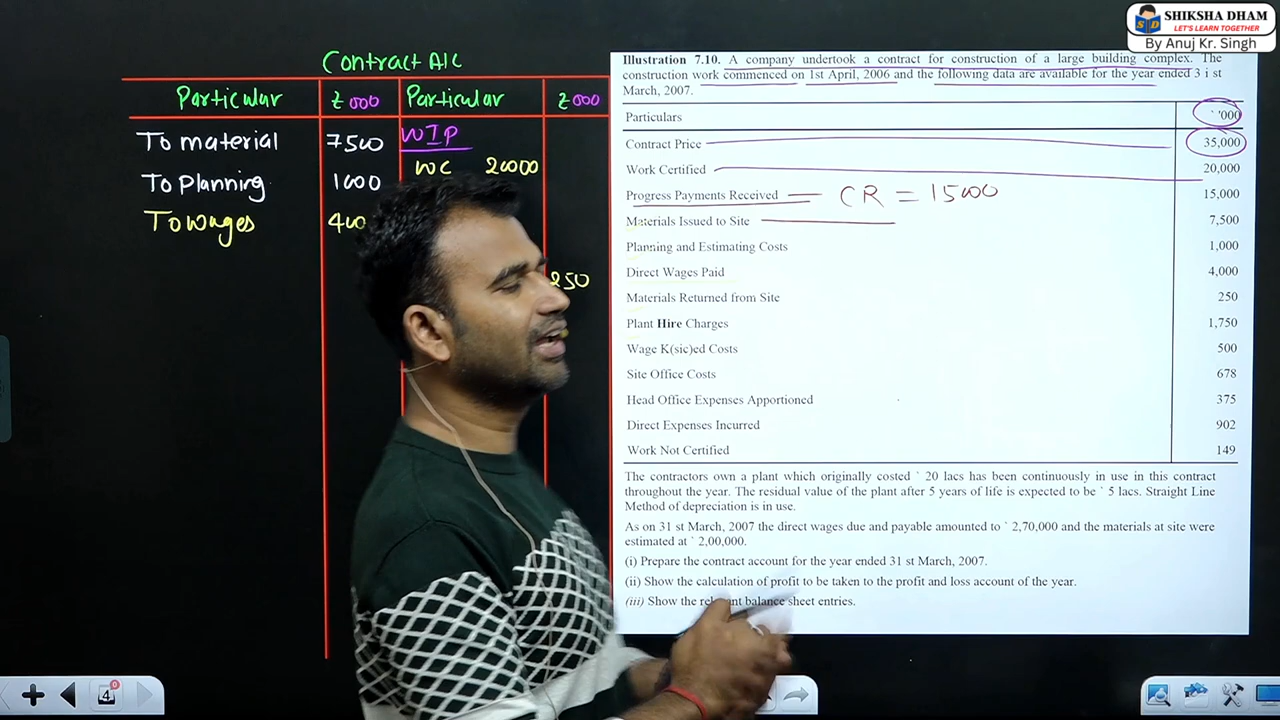 SHIKSHA DHAM
LET'S LEARN TOGETHER
By Anuj Kr. Singh
Contract A/C
Particular ₹000 Particular ₹000
To material 7500 WIP
WC 20000
To Planning 1000
To wages 400
250
Illustration 7.10. A company undertook a contract for construction of a large building complex. The
construction work commenced on 1st April, 2006 and the following data are available for the year ended 3 i st
March, 2007.
Particulars ` '000
Contract Price 35,000
Work Certified 20,000
Progress Payments Received CR = 15000 15,000
Materials Issued to Site 7,500
Planning and Estimating Costs 1,000
Direct Wages Paid 4,000
Materials Returned from Site 250
Plant Hire Charges 1,750
Wage K(sic)ed Costs 500
Site Office Costs 678
Head Office Expenses Apportioned 375
Direct Expenses Incurred 902
Work Not Certified 149
The contractors own a plant which originally costed ` 20 lacs has been continuously in use in this contract
throughout the year. The residual value of the plant after 5 years of life is expected to be ` 5 lacs. Straight Line
Method of depreciation is in use.
As on 31 st March, 2007 the direct wages due and payable amounted to ` 2,70,000 and the materials at site were
estimated at ` 2,00,000.
(i) Prepare the contract account for the year ended 31 st March, 2007.
(ii) Show the calculation of profit to be taken to the profit and loss account of the year.
(iii) Show the balance sheet entries.
4
0